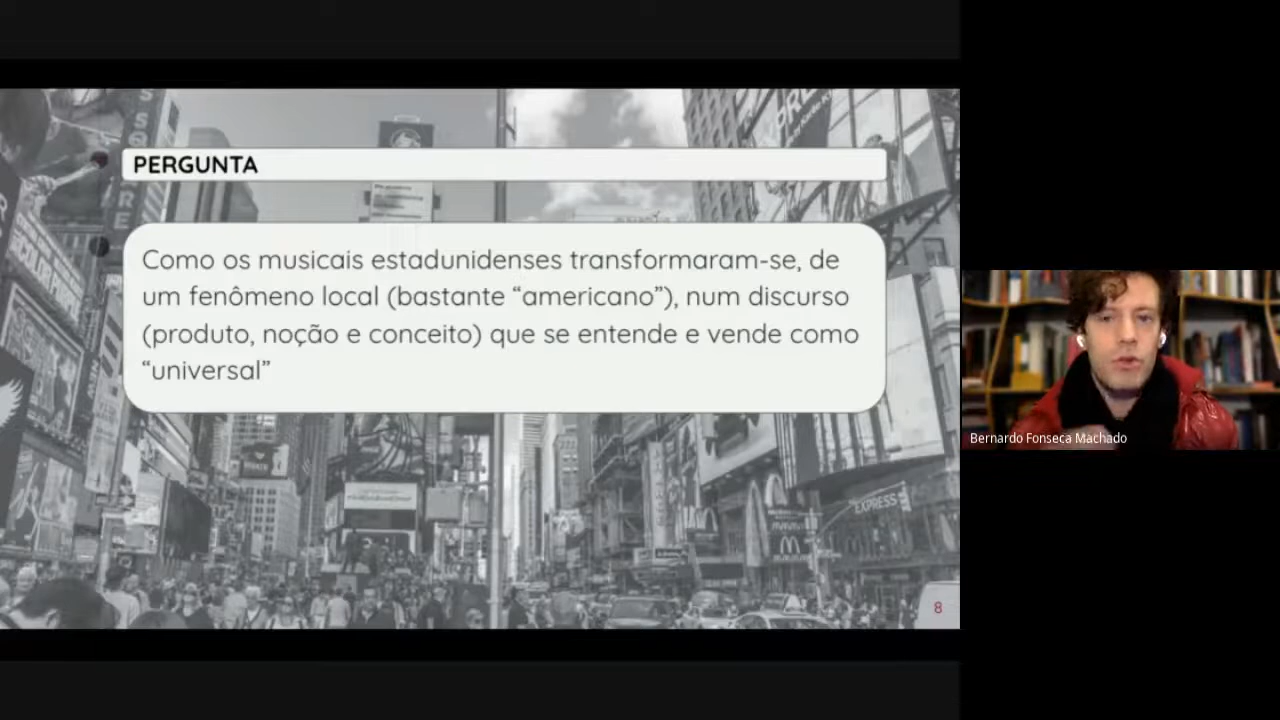 PERGUNTA
Como os musicais estadunidenses transformaram-se, de
um fenômeno local (bastante “americano”), num discurso
(produto, noção e conceito) que se entende e vende como
“universal”
EXPRESS
8
Bernardo Fonseca Machado